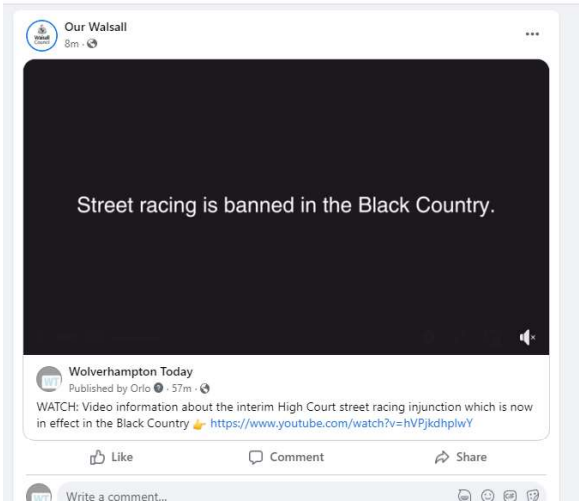 Our Walsall
8m ·
Walsall Council
Street racing is banned in the Black Country.
Wolverhampton Today
Published by Orlo · 57m ·
WATCH: Video information about the interim High Court street racing injunction which is now
in effect in the Black Country 👉 https://www.youtube.com/watch?v=hVPjkdhplwY
WT
Like
Comment
Share
WT
Write a comment...
GIF